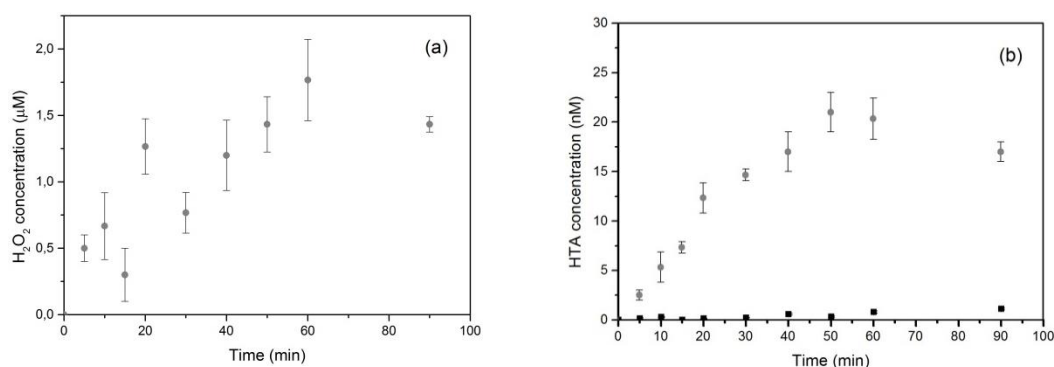 (a)
H₂O₂ concentration (μM)
2,0
1,5
1,0
0,5
0,0
0 20 40 60 80 100
Time (min)
(b)
HTA concentration (nM)
30
25
20
15
10
5
0
0 10 20 30 40 50 60 70 80 90 100
Time (min)